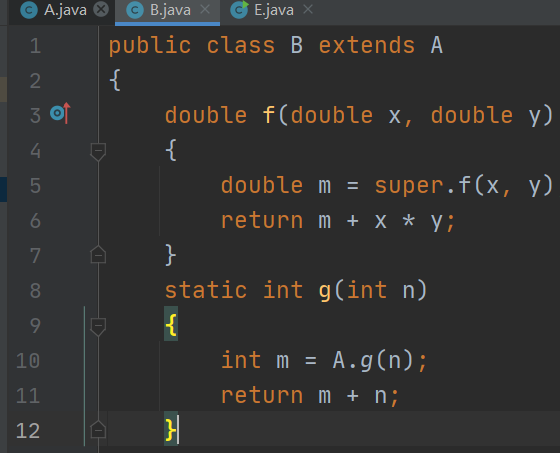 A.java B.java E.java
1 public class B extends A
2 {
3 double f(double x, double y)
4 {
5 double m = super.f(x, y)
6 return m + x * y;
7 }
8 static int g(int n)
9 {
10 int m = A.g(n);
11 return m + n;
12 }